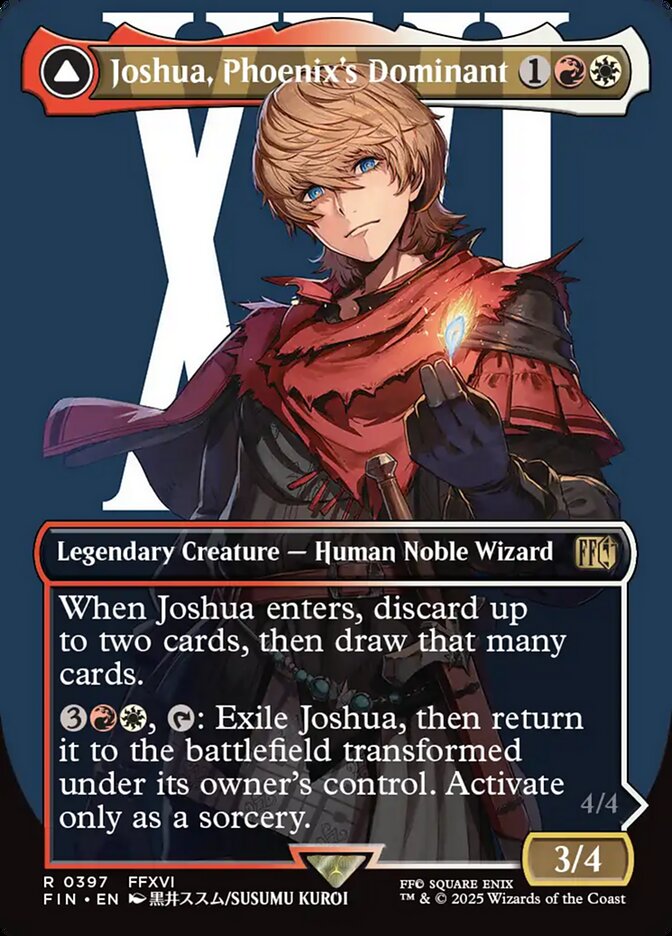 XVI
Joshua, Phoenix's Dominant 1
Legendary Creature — Human Noble Wizard
When Joshua enters, discard up
to two cards, then draw that many
cards.
3, : Exile Joshua, then return
it to the battlefield transformed
under its owner's control. Activate
only as a sorcery.
4/4
3/4
R 0397 FFXVI
FIN • EN 黒井ススム/SUSUMU KUROI
FF© SQUARE ENIX
™ & © 2025 Wizards of the Coast